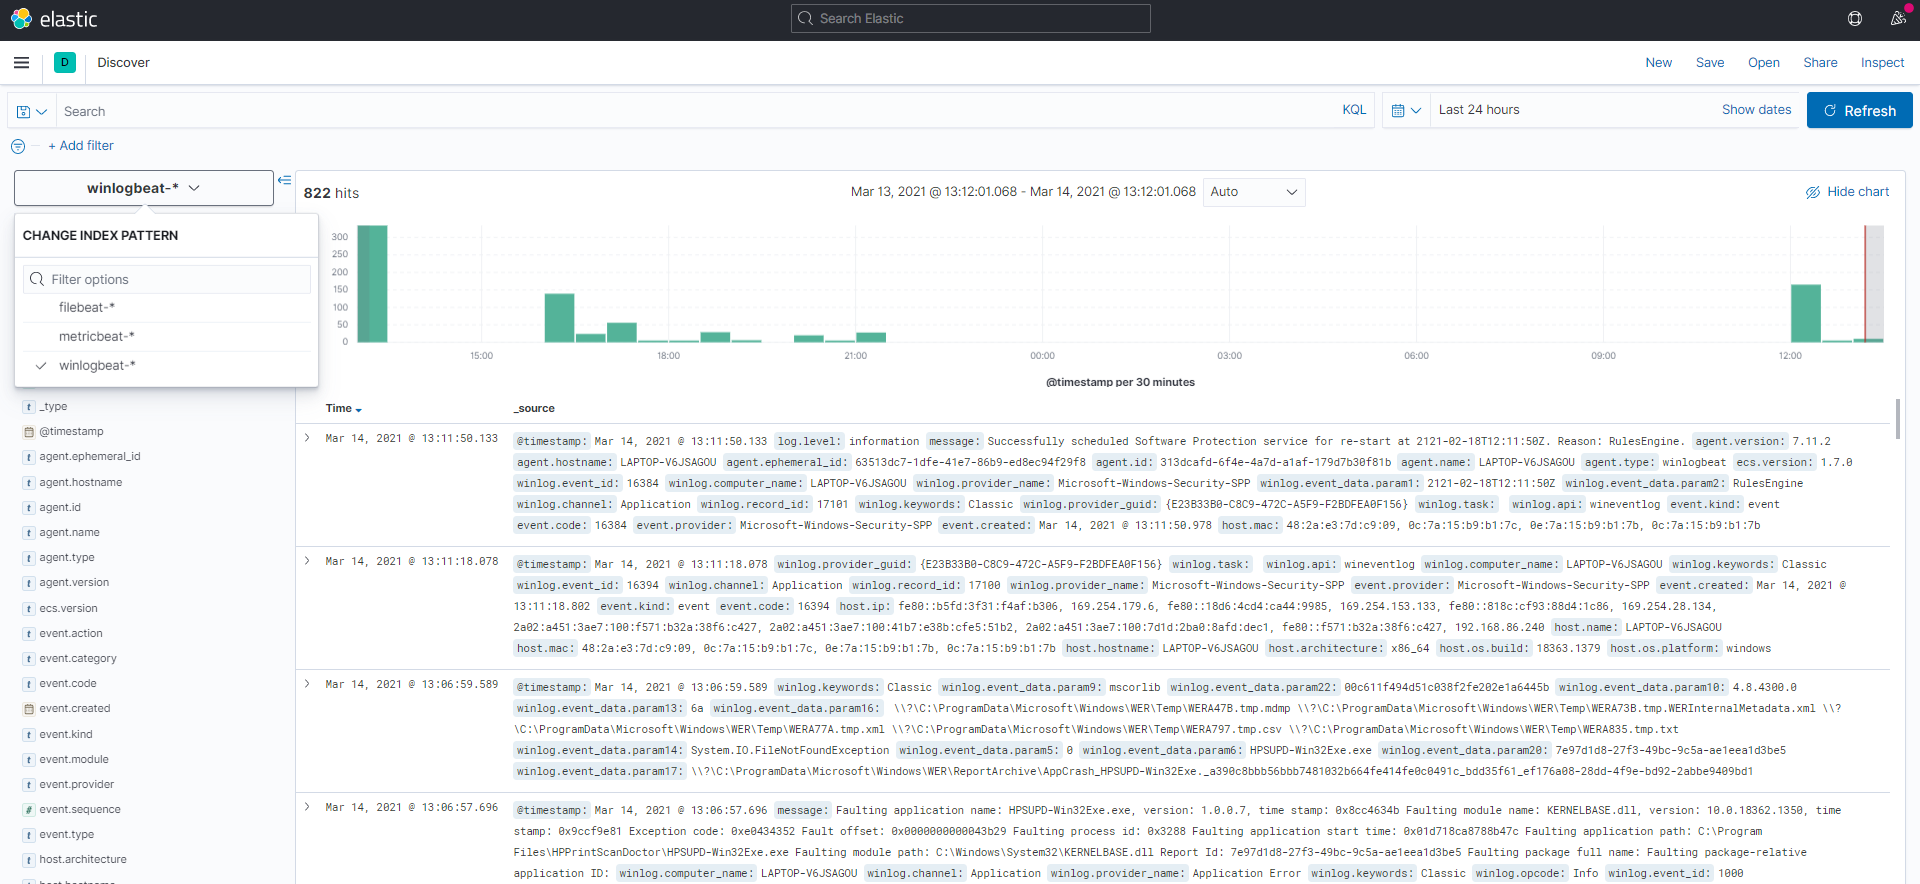 elastic
Search Elastic
D Discover New Save Open Share Inspect
Search KQL Last 24 hours Show dates Refresh
+ Add filter
winlogbeat-*
822 hits Mar 13, 2021 @ 13:12:01.068 - Mar 14, 2021 @ 13:12:01.068 Auto Hide chart
CHANGE INDEX PATTERN
Filter options
filebeat-*
metricbeat-*
winlogbeat-*
300
250
200
150
100
50
0
15:00 18:00 21:00 00:00 03:00 06:00 09:00 12:00
@timestamp per 30 minutes
t _type
@timestamp
t agent.ephemeral_id
t agent.hostname
t agent.id
t agent.name
t agent.type
t agent.version
t ecs.version
t event.action
t event.category
t event.code
event.created
t event.kind
t event.module
t event.provider
# event.sequence
t event.type
t host.architecture
Time _source
Mar 14, 2021 @ 13:11:50.133 @timestamp: Mar 14, 2021 @ 13:11:50.133 log.level: information message: Successfully scheduled Software Protection service for re-start at 2121-02-18T12:11:50Z. Reason: RulesEngine. agent.version: 7.11.2
agent.hostname: LAPTOP-V6JSAGOU agent.ephemeral_id: 63513dc7-1dfe-41e7-86b9-ed8ec94f29f8 agent.id: 313dcafd-6f4e-4a7d-a1af-179d7b30f81b agent.name: LAPTOP-V6JSAGOU agent.type: winlogbeat ecs.version: 1.7.0
winlog.event_id: 16384 winlog.computer_name: LAPTOP-V6JSAGOU winlog.provider_name: Microsoft-Windows-Security-SPP winlog.event_data.param1: 2121-02-18T12:11:50Z winlog.event_data.param2: RulesEngine
winlog.channel: Application winlog.record_id: 17101 winlog.keywords: Classic winlog.provider_guid: {E23B33B0-C8C9-472C-A5F9-F2BDFEA0F156} winlog.task: winlog.api: wineventlog event.kind: event
event.code: 16384 event.provider: Microsoft-Windows-Security-SPP event.created: Mar 14, 2021 @ 13:11:50.978 host.mac: 48:2a:e3:7d:c9:09, 0c:7a:15:b9:b1:7c, 0e:7a:15:b9:b1:7b, 0c:7a:15:b9:b1:7b
Mar 14, 2021 @ 13:11:18.078 @timestamp: Mar 14, 2021 @ 13:11:18.078 winlog.provider_guid: {E23B33B0-C8C9-472C-A5F9-F2BDFEA0F156} winlog.task: winlog.api: wineventlog winlog.computer_name: LAPTOP-V6JSAGOU winlog.keywords: Classic
winlog.event_id: 16394 winlog.channel: Application winlog.record_id: 17100 winlog.provider_name: Microsoft-Windows-Security-SPP event.provider: Microsoft-Windows-Security-SPP event.created: Mar 14, 2021 @
13:11:18.802 event.kind: event event.code: 16394 host.ip: fe80::b5fd:3f31:f4af:b306, 169.254.179.6, fe80::18d6:4cd4:ca44:9985, 169.254.153.133, fe80::818c:cf93:88d4:1c86, 169.254.28.134,
2a02:a451:3ae7:100:f571:b32a:38f6:c427, 2a02:a451:3ae7:100:41b7:e38b:cfe5:51b2, 2a02:a451:3ae7:100:7d1d:2ba0:8afd:dec1, fe80::f571:b32a:38f6:c427, 192.168.86.240 host.name: LAPTOP-V6JSAGOU
host.mac: 48:2a:e3:7d:c9:09, 0c:7a:15:b9:b1:7c, 0e:7a:15:b9:b1:7b, 0c:7a:15:b9:b1:7b host.hostname: LAPTOP-V6JSAGOU host.architecture: x86_64 host.os.build: 18363.1379 host.os.platform: windows
Mar 14, 2021 @ 13:06:59.589 @timestamp: Mar 14, 2021 @ 13:06:59.589 winlog.keywords: Classic winlog.event_data.param9: mscorlib winlog.event_data.param22: 00c611f494d51c038f2fe202e1a6445b winlog.event_data.param10: 4.8.4300.0
winlog.event_data.param13: 6a winlog.event_data.param16: \\?\C:\ProgramData\Microsoft\Windows\WER\Temp\WERA47B.tmp.mdmp \\?\C:\ProgramData\Microsoft\Windows\WER\Temp\WERA73B.tmp.WERInternalMetadata.xml \\?
\C:\ProgramData\Microsoft\Windows\WER\Temp\WERA77A.tmp.xml \\?\C:\ProgramData\Microsoft\Windows\WER\Temp\WERA797.tmp.csv \\?\C:\ProgramData\Microsoft\Windows\WER\Temp\WERA835.tmp.txt
winlog.event_data.param14: System.IO.FileNotFoundException winlog.event_data.param5: 0 winlog.event_data.param6: HPSUPD-Win32Exe.exe winlog.event_data.param20: 7e97d1d8-27f3-49bc-9c5a-ae1eea1d3be5
winlog.event_data.param17: \\?\C:\ProgramData\Microsoft\Windows\WER\ReportArchive\AppCrash_HPSUPD-Win32Exe._a390c8bbb56bbb7481032b664fe414fe0c0491c_bdd35f61_ef176a08-28dd-4f9e-bd92-2abbe9409bd1
Mar 14, 2021 @ 13:06:57.696 @timestamp: Mar 14, 2021 @ 13:06:57.696 message: Faulting application name: HPSUPD-Win32Exe.exe, version: 1.0.0.7, time stamp: 0x8cc4634b Faulting module name: KERNELBASE.dll, version: 10.0.18362.1350, time
stamp: 0x9ccf9e81 Exception code: 0xe0434352 Fault offset: 0x0000000000043b29 Faulting process id: 0x3288 Faulting application start time: 0x01d718ca8788b47c Faulting application path: C:\Program
Files\HPPrintScanDoctor\HPSUPD-Win32Exe.exe Faulting module path: C:\Windows\System32\KERNELBASE.dll Report Id: 7e97d1d8-27f3-49bc-9c5a-ae1eea1d3be5 Faulting package full name: Faulting package-relative
application ID: winlog.computer_name: LAPTOP-V6JSAGOU winlog.channel: Application winlog.provider_name: Application Error winlog.keywords: Classic winlog.opcode: Info winlog.event_id: 1000